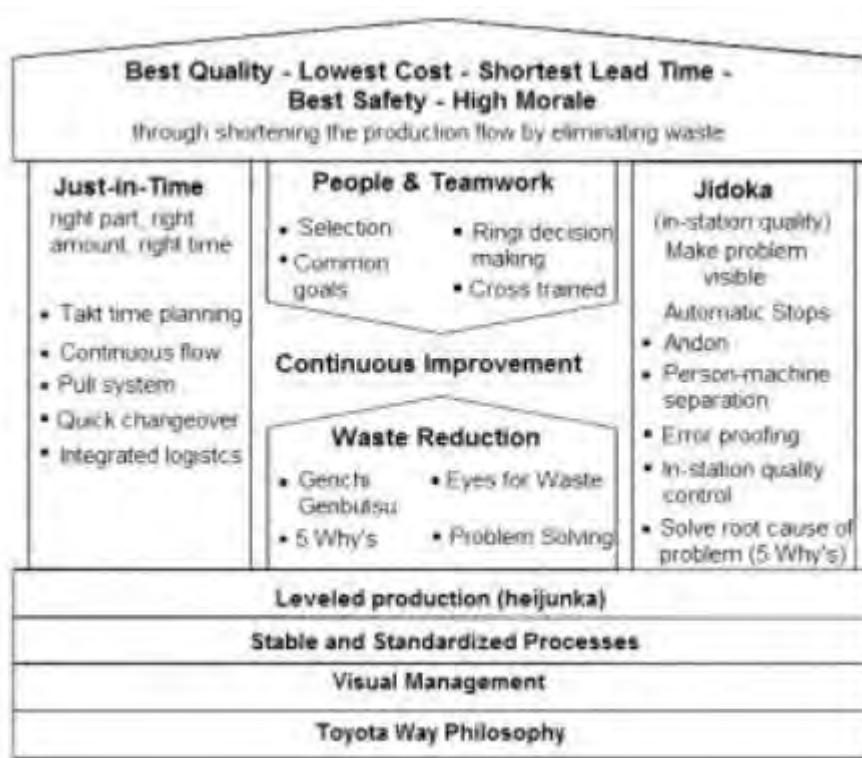 Best Quality - Lowest Cost - Shortest Lead Time -
Best Safety - High Morale
through shortening the production flow by eliminating waste
Just-in-Time
right part, right
amount, right time
• Takt time planning
• Continuous flow
• Pull system
• Quick changeover
• Integrated logistcs
People & Teamwork
• Selection
• Common
goals
• Ringi decision
making
• Cross trained
Continuous Improvement
Waste Reduction
• Genchi
Genbutsu
• 5 Why's
• Eyes for Waste
• Problem Solving
Jidoka
(in-station quality)
Make problem
visible
Automatic Stops
• Andon
• Person-machine
separation
• Error proofing
• In-station quality
control
• Solve root cause of
problem (5 Why's)
Leveled production (heijunka)
Stable and Standardized Processes
Visual Management
Toyota Way Philosophy